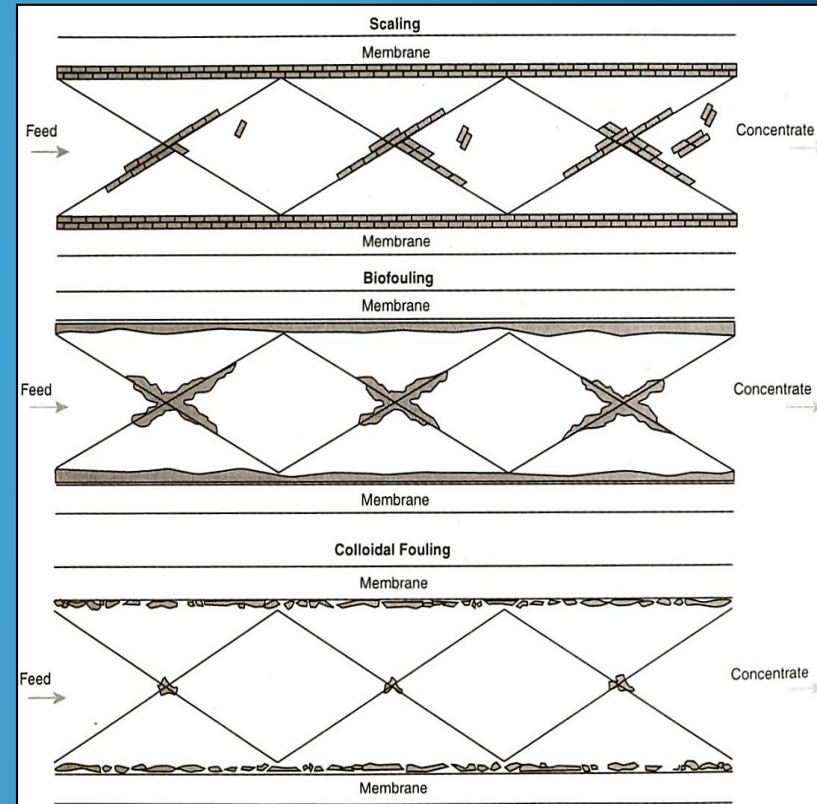 Scaling
Membrane
Feed
Concentrate
Membrane
Biofouling
Membrane
Feed
Concentrate
Membrane
Colloidal Fouling
Membrane
Feed
Concentrate
Membrane